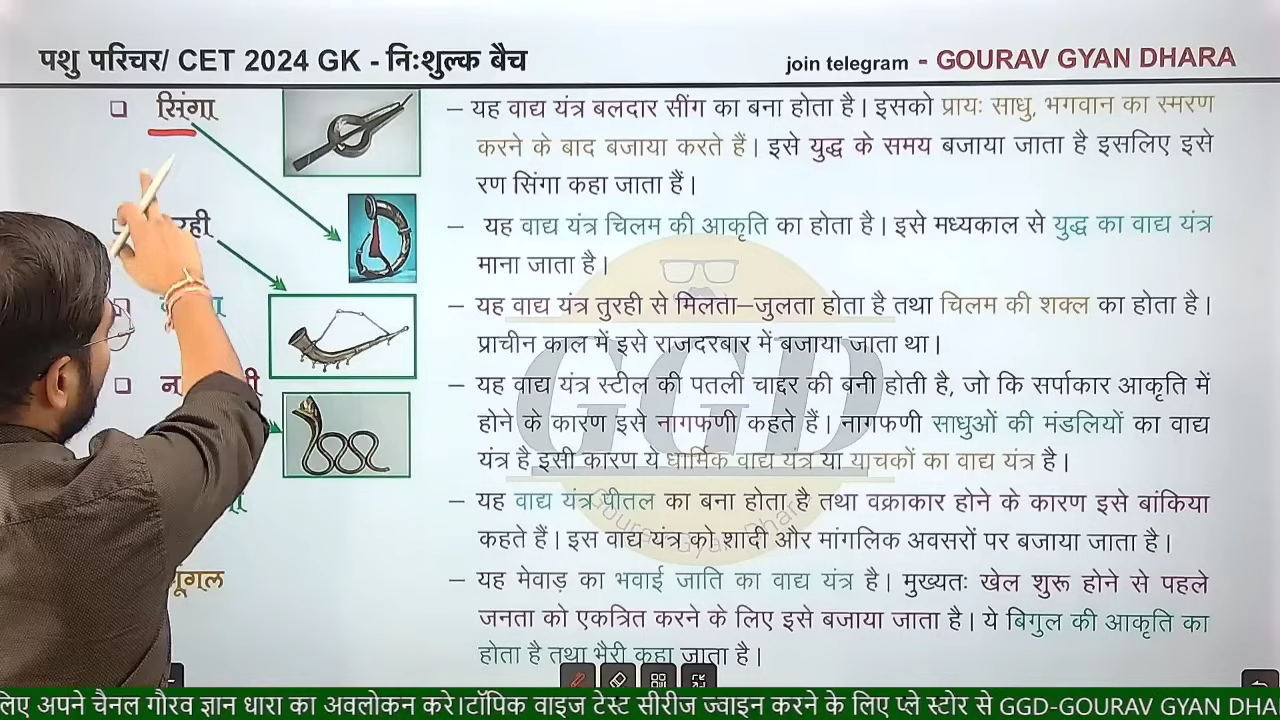 पशु परिचर/ CET 2024 GK - निःशुल्क बैच
join telegram - GOURAV GYAN DHARA
सिंगा
– यह वाद्य यंत्र बलदार सींग का बना होता है। इसको प्रायः साधु, भगवान का स्मरण
करने के बाद बजाया करते हैं। इसे युद्ध के समय बजाया जाता है इसलिए इसे
रण सिंगा कहा जाता हैं।
– यह वाद्य यंत्र चिलम की आकृति का होता है। इसे मध्यकाल से युद्ध का वाद्य यंत्र
माना जाता है।
– यह वाद्य यंत्र तुरही से मिलता–जुलता होता है तथा चिलम की शक्ल का होता है।
प्राचीन काल में इसे राजदरबार में बजाया जाता था।
– यह वाद्य यंत्र स्टील की पतली चाद्दर की बनी होती है, जो कि सर्पाकार आकृति में
होने के कारण इसे नागफणी कहते हैं। नागफणी साधुओं की मंडलियों का वाद्य
यंत्र है इसी कारण ये धार्मिक वाद्य यंत्र या याचकों का वाद्य यंत्र है।
– यह वाद्य यंत्र पीतल का बना होता है तथा वक्राकार होने के कारण इसे बांकिया
कहते हैं। इस वाद्य यंत्र को शादी और मांगलिक अवसरों पर बजाया जाता है।
– यह मेवाड़ का भवाई जाति का वाद्य यंत्र है। मुख्यतः खेल शुरू होने से पहले
जनता को एकत्रित करने के लिए इसे बजाया जाता है। ये बिगुल की आकृति का
होता है तथा भैरी कहा जाता है।
GGD
लिए अपने चैनल गौरव ज्ञान धारा का अवलोकन करे।टॉपिक वाइज टेस्ट सीरीज ज्वाइन करने के लिए प्ले स्टोर से GGD-GOURAV GYAN DHA